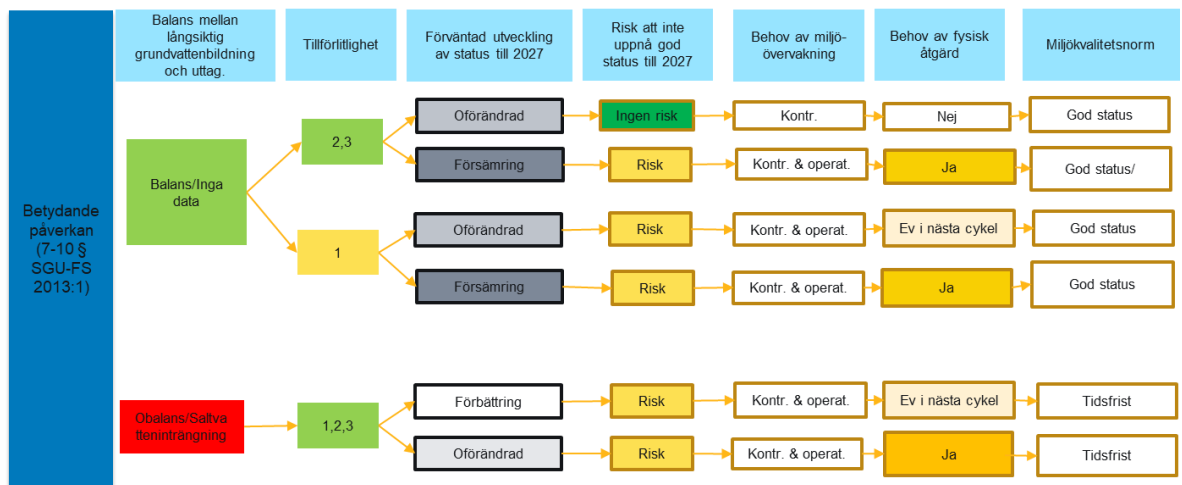 Balans mellan
långsiktig
grundvattenbildning
och uttag.
Tillförlitlighet
Förväntad utveckling
av status till 2027
Risk att inte
uppnå god
status till 2027
Behov av miljö-
övervakning
Behov av fysisk
åtgärd
Miljökvalitetsnorm
Betydande
påverkan
(7-10 §
SGU-FS
2013:1)
Balans/Inga
data
2,3
Oförändrad
Ingen risk
Kontr.
Nej
God status
Försämring
Risk
Kontr. & operat.
Ja
God status/
1
Oförändrad
Risk
Kontr. & operat.
Ev i nästa cykel
God status
Försämring
Risk
Kontr. & operat.
Ja
God status
Obalans/Saltva
tteninträngning
1,2,3
Förbättring
Risk
Kontr. & operat.
Ev i nästa cykel
Tidsfrist
Oförändrad
Risk
Kontr. & operat.
Ja
Tidsfrist